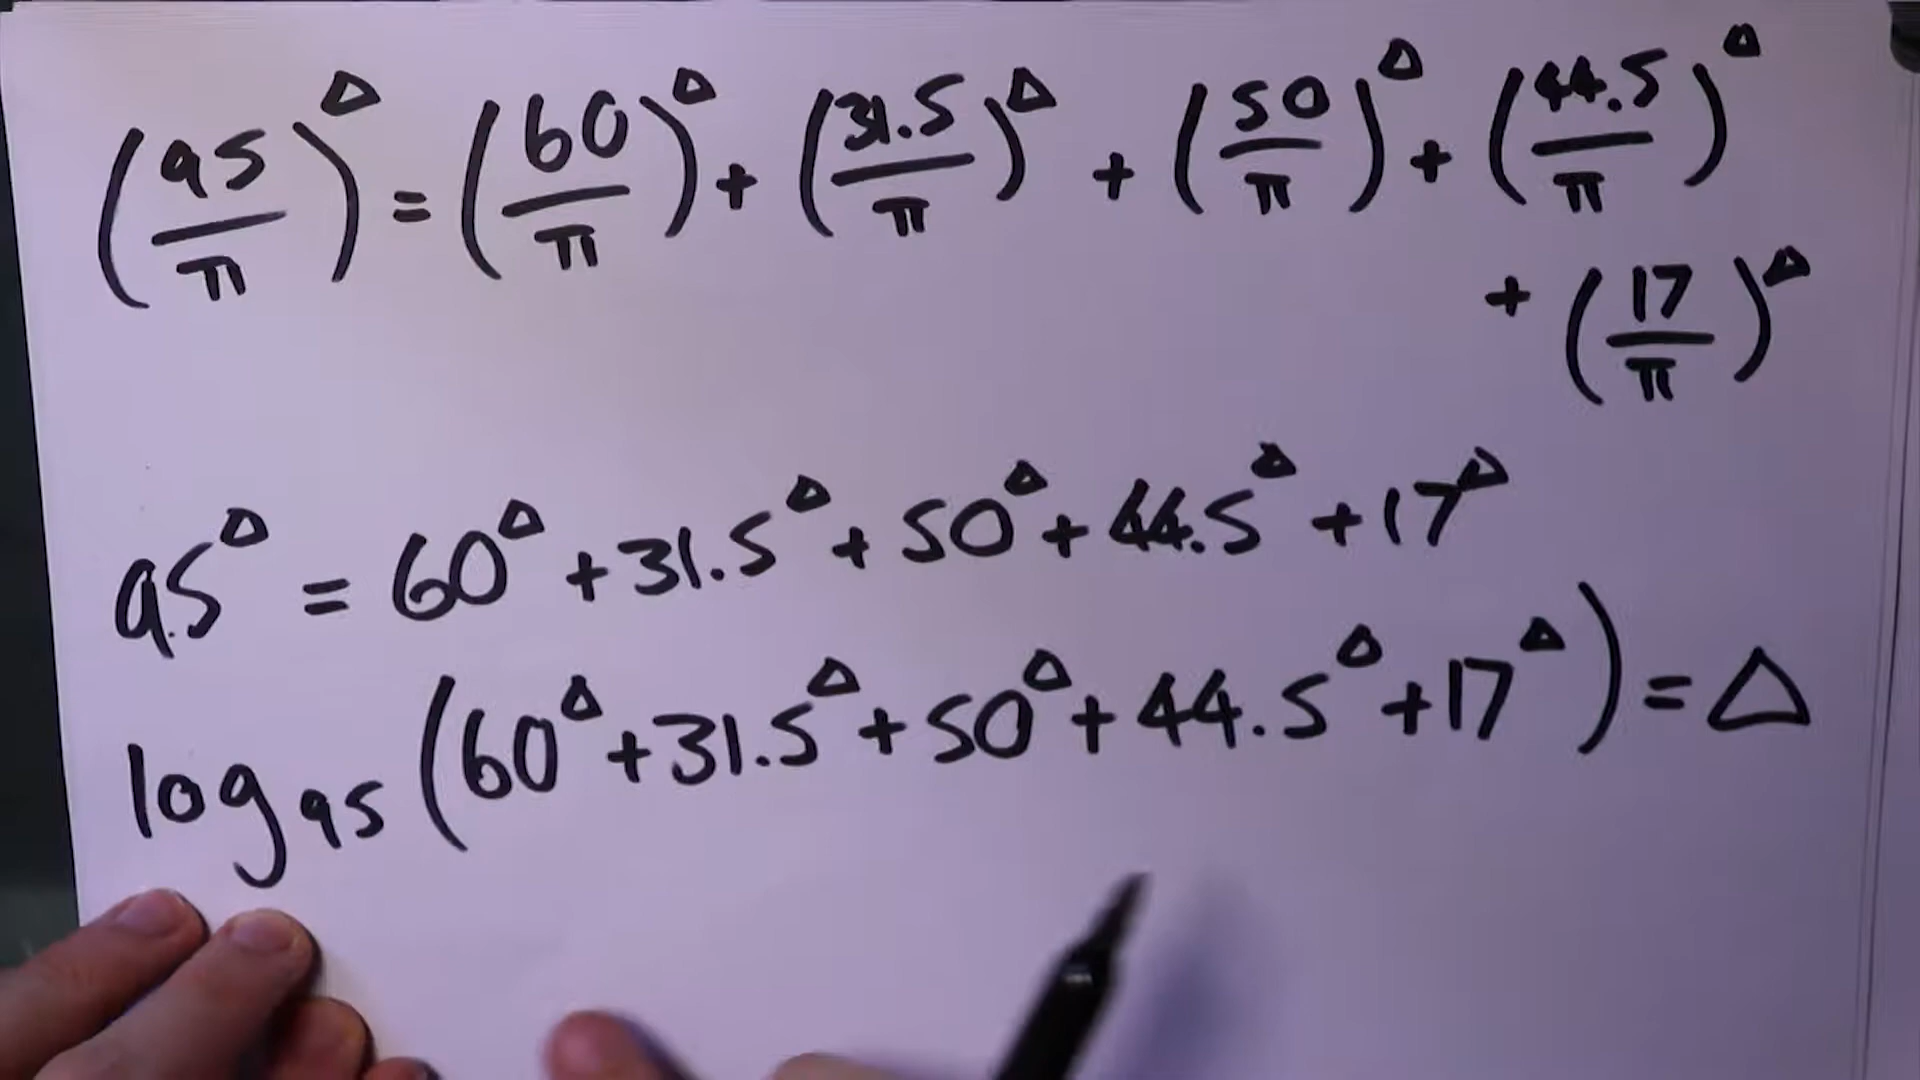 (95/π)^Δ = (60/π)^Δ + (31.5/π)^Δ + (50/π)^Δ + (44.5/π)^Δ
+ (17/π)^Δ
95^Δ = 60^Δ + 31.5^Δ + 50^Δ + 44.5^Δ + 17^Δ
log_95 (60^Δ + 31.5^Δ + 50^Δ + 44.5^Δ + 17^Δ) = Δ